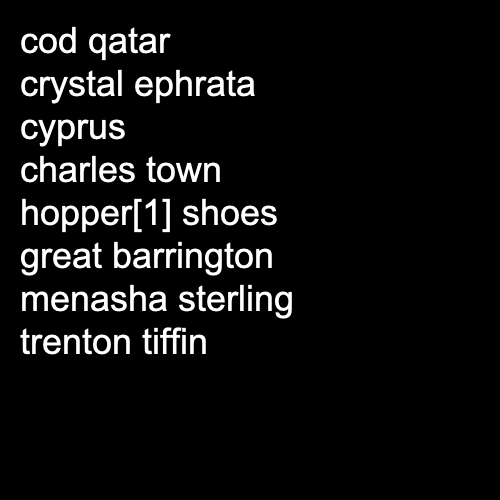 cod qatar
crystal ephrata
cyprus
charles town
hopper[1] shoes
great barrington
menasha sterling
trenton tiffin